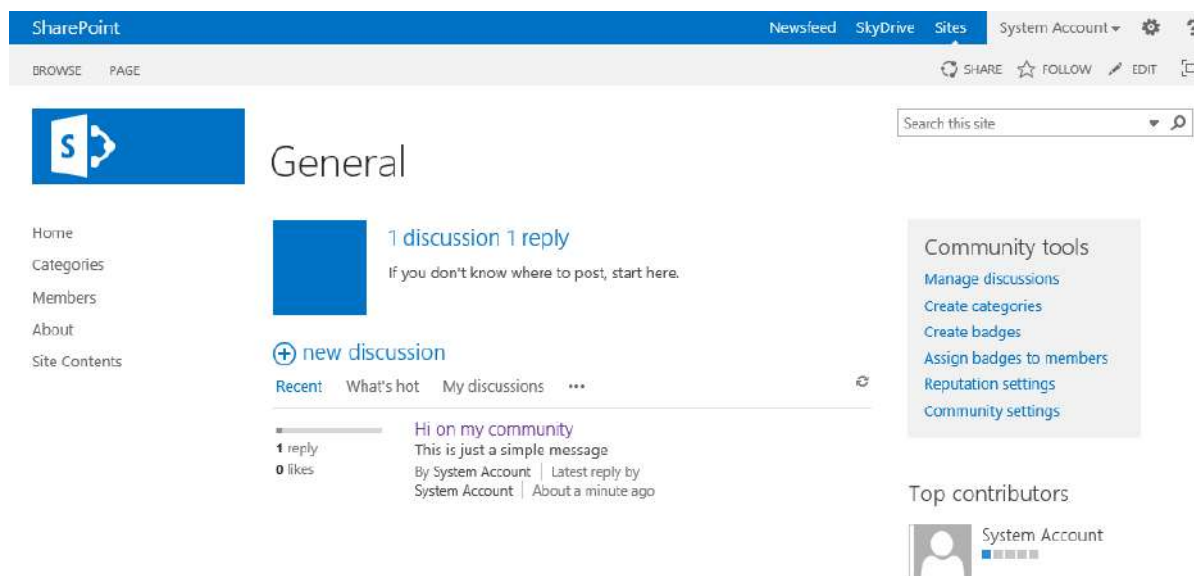 SharePoint
Newsfeed SkyDrive Sites System Account ?
BROWSE PAGE
SHARE FOLLOW EDIT
S
Search this site
General
Home
Categories
Members
About
Site Contents
1 discussion 1 reply
If you don't know where to post, start here.
new discussion
Recent What's hot My discussions •••
1 reply
0 likes
Hi on my community
This is just a simple message
By System Account | Latest reply by
System Account | About a minute ago
Community tools
Manage discussions
Create categories
Create badges
Assign badges to members
Reputation settings
Community settings
Top contributors
System Account